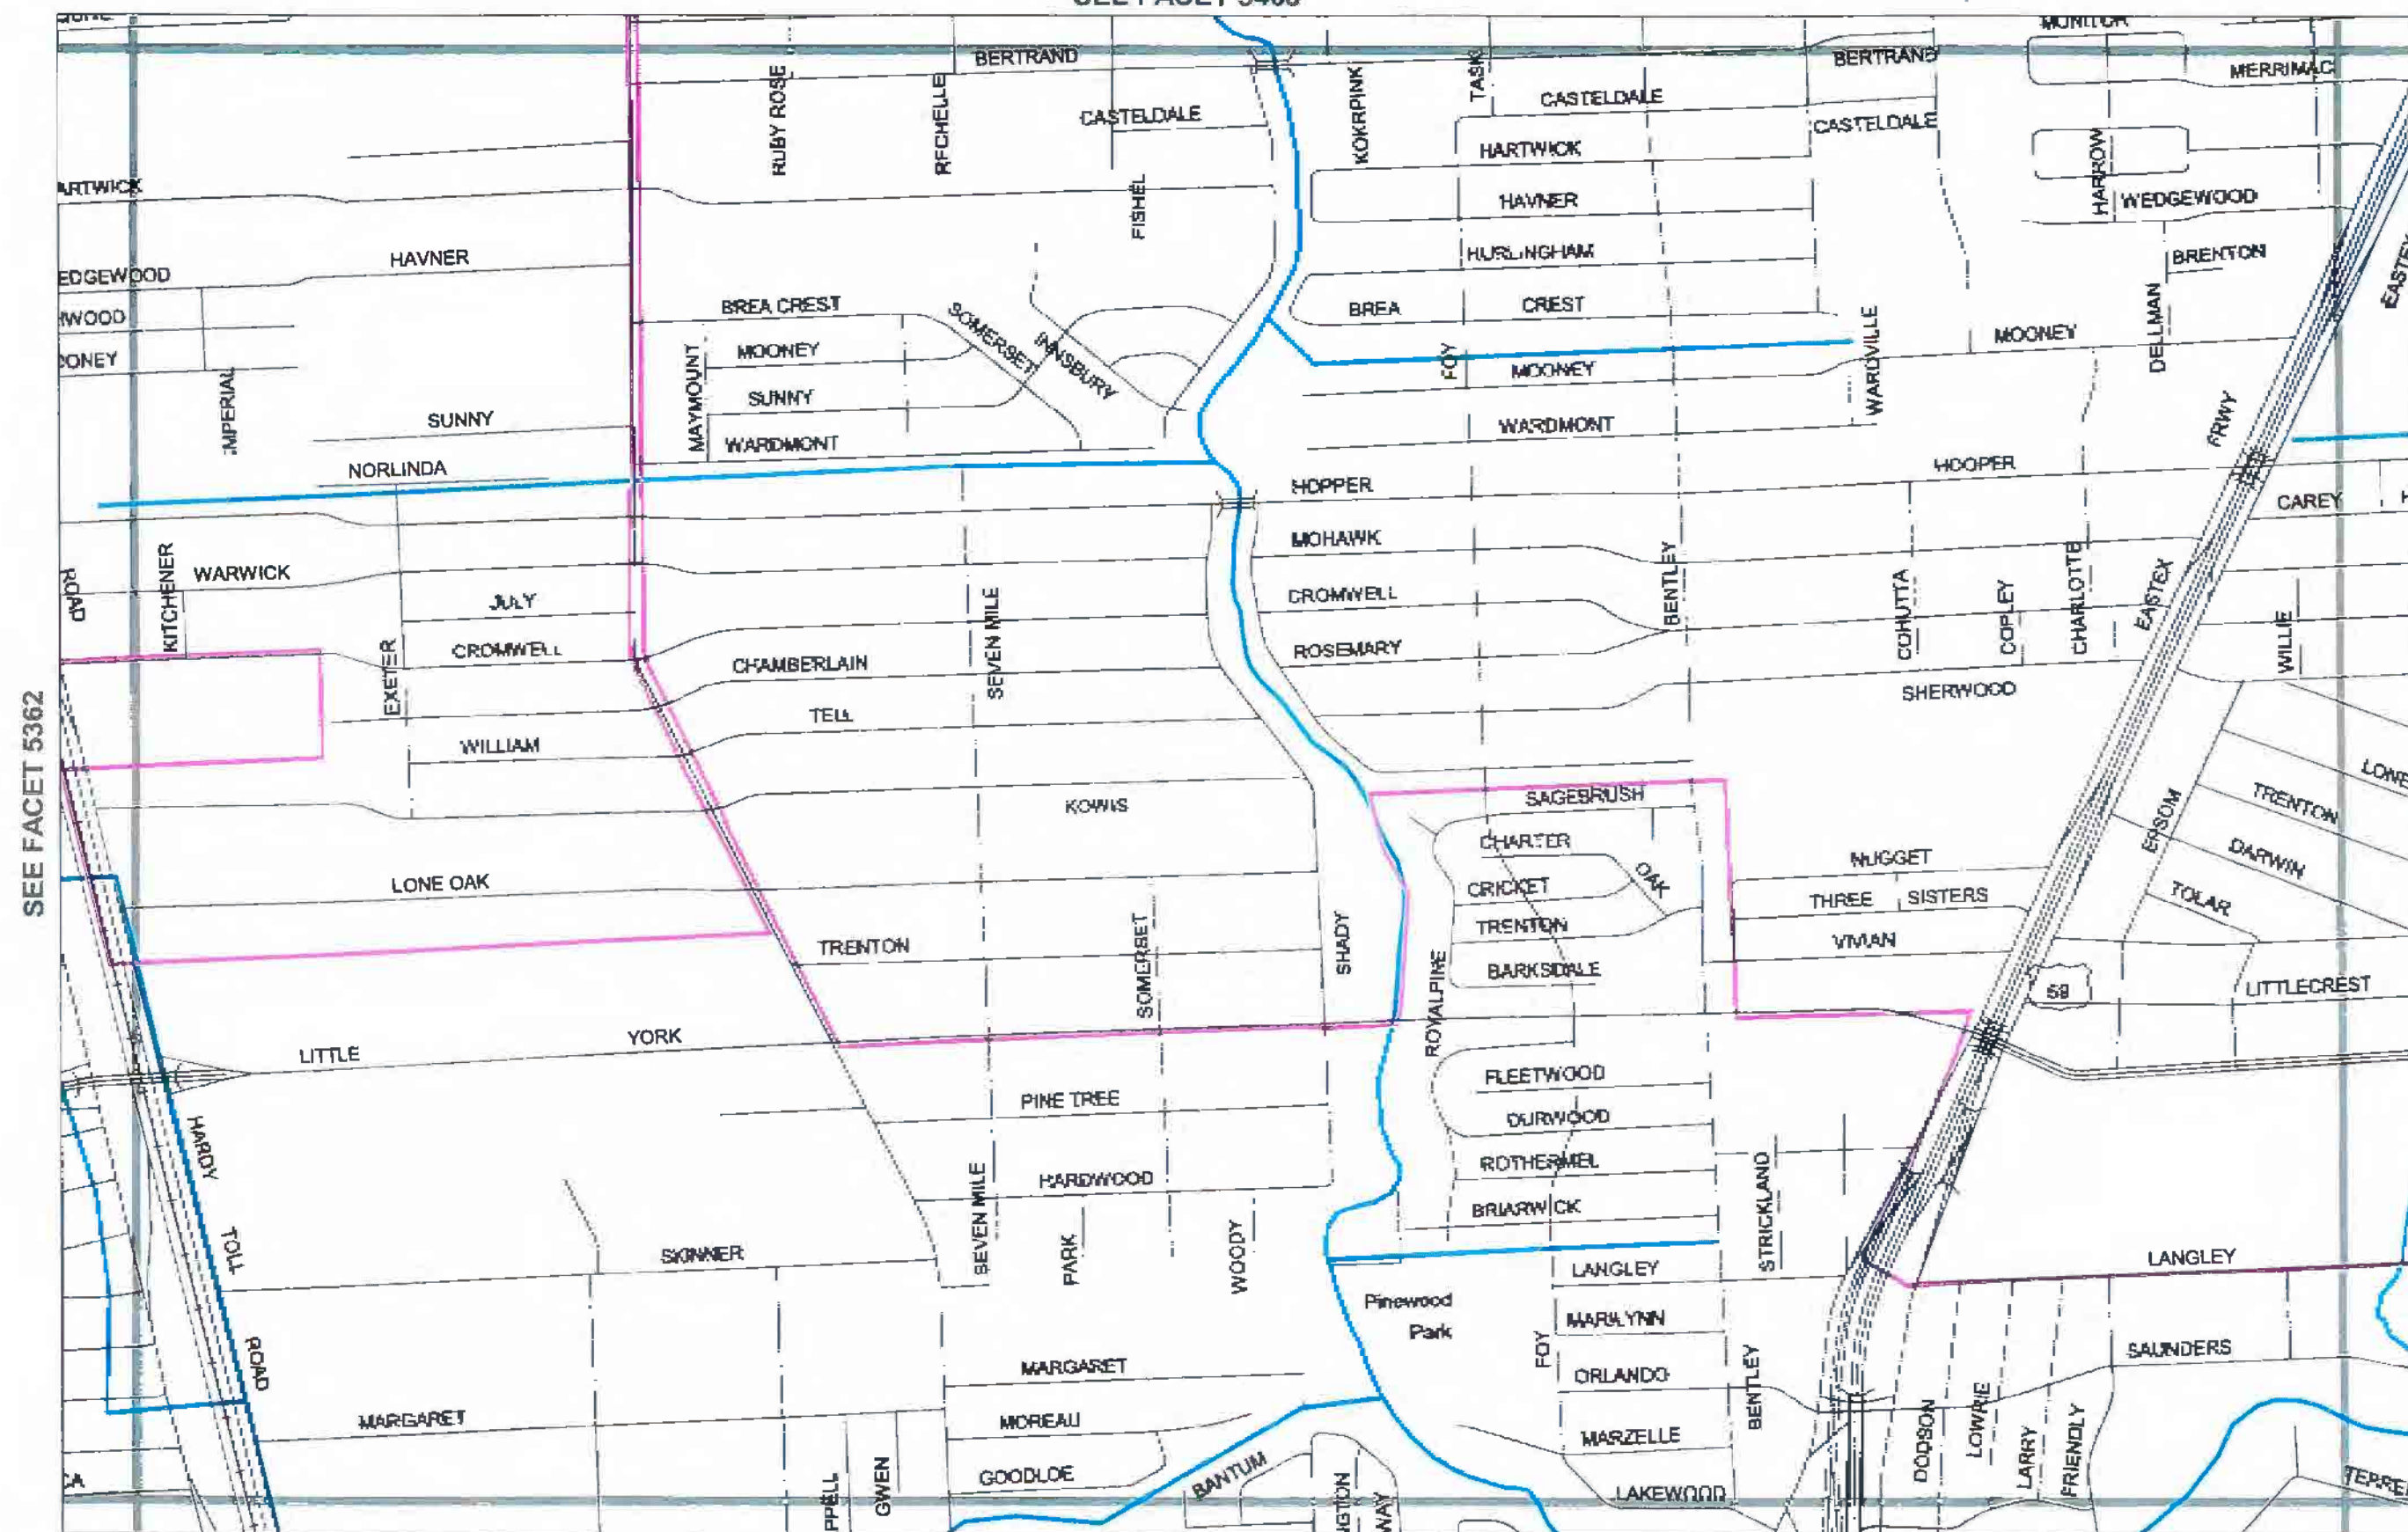 BERTRAND
BERTRAND
MERRIMAC
RUBY ROSE
KOKRPINK
TASK
CASTELDALE
CASTELDALE
CASTELDALE
HARTWICK
ARTWICK
FISHEL
HAVNER
HARROW
WEDGEWOOD
HAVNER
HURLINGHAM
BRENTON
EDGEWOOD
BREA CREST
SOMERSET
INNSBURY
BREA
CREST
WARDVILLE
DELLMAN
MOONEY
MAYMOUNT
MOONEY
FOY
MOONEY
SUNNY
SUNNY
WARDMONT
WARDMONT
NORLINDA
HOPPER
HOOPER
FRWY
CAREY
ROAD
KITCHENER
WARWICK
MOHAWK
BENTLEY
JULY
SEVEN MILE
CROMWELL
COHUTTA
COPLEY
CHARLOTTE
EASTEX
WILLIE
EXETER
CROMWELL
CHAMBERLAIN
ROSEMARY
SHERWOOD
TELL
WILLIAM
SEE FACET 5362
KOWIS
SAGEBRUSH
TRENTON
EPSOM
CHARTER
OAK
NUGGET
DARWIN
LONE OAK
CRICKET
THREE SISTERS
TOLAR
TRENTON
SOMERSET
SHADY
TRENTON
VIVIAN
BARKSDALE
ROYALPINE
59
LITTLECREST
LITTLE
YORK
PINE TREE
FLEETWOOD
DURWOOD
HARDY
HARDWOOD
ROTHERMEL
SEVEN MILE
PARK
WOODY
BRIARWICK
STRICKLAND
TOLL
SKINNER
LANGLEY
LANGLEY
Pinewood
Park
MARILYNN
FOY
ROAD
MARGARET
ORLANDO
BENTLEY
SAUNDERS
MARGARET
MOREAU
MARZELLE
DODSON
LOWRIE
LARRY
FRIENDLY
GOODLOE
BANTUM
GWEN
LAKEWOOD